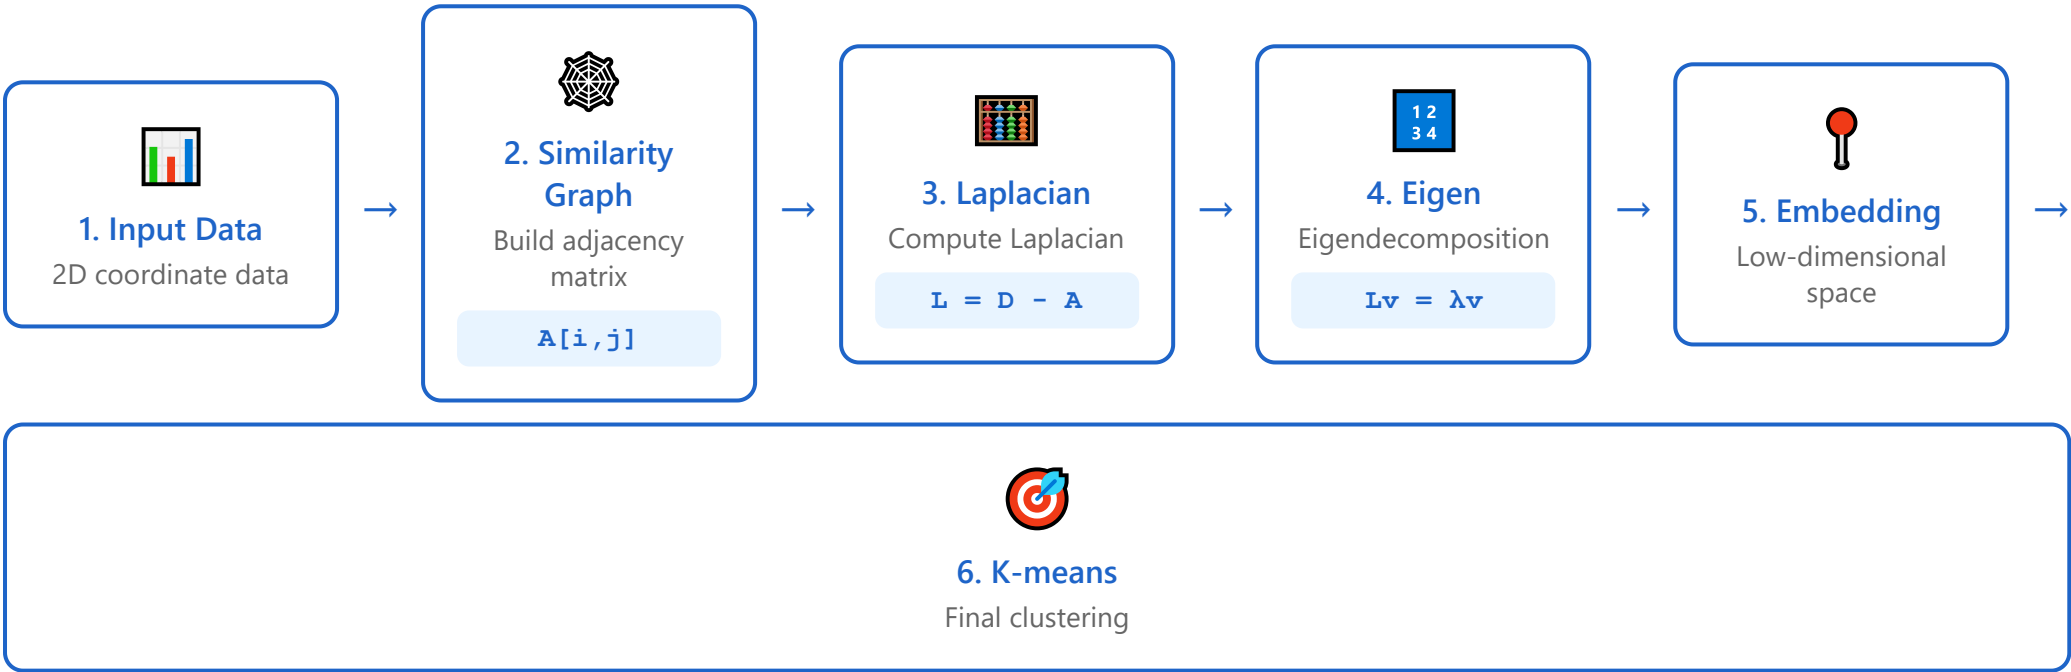 1. Input Data
2D coordinate data
→
2. Similarity
Graph
Build adjacency
matrix
A[i,j]
→
3. Laplacian
Compute Laplacian
L = D - A
→
1 2
3 4
4. Eigen
Eigendecomposition
Lv = λv
→
5. Embedding
Low-dimensional
space
→
6. K-means
Final clustering